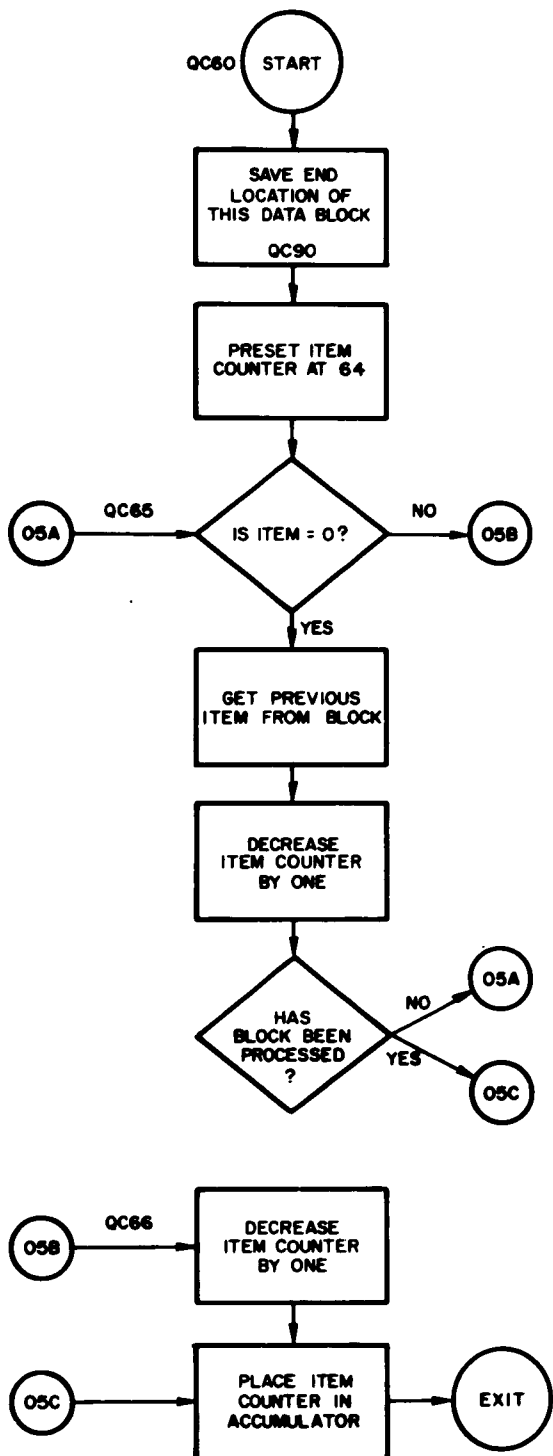 QC60 START
SAVE END
LOCATION OF
THIS DATA BLOCK
QC90
PRESET ITEM
COUNTER AT 64
05A
QC65
IS ITEM = 0?
NO
05B
YES
GET PREVIOUS
ITEM FROM BLOCK
DECREASE
ITEM COUNTER
BY ONE
HAS
BLOCK BEEN
PROCESSED
?
NO
05A
YES
05C
05B
QC66
DECREASE
ITEM COUNTER
BY ONE
05C
PLACE ITEM
COUNTER IN
ACCUMULATOR
EXIT